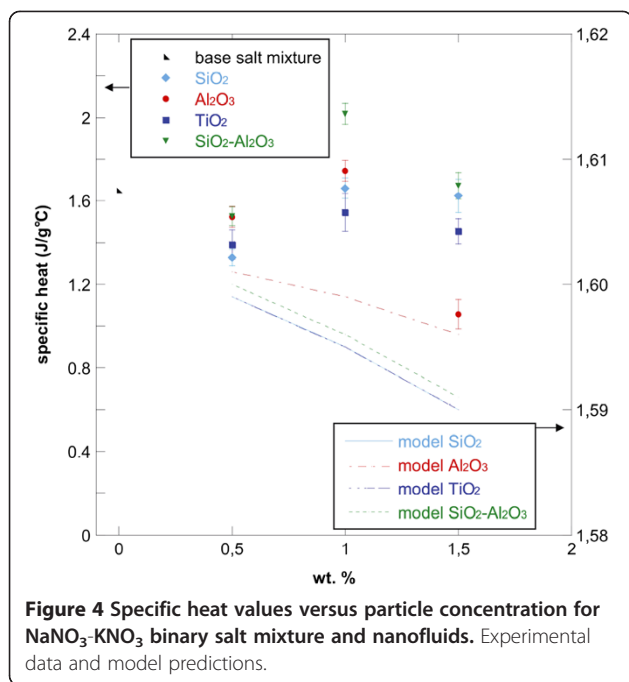 2.4
2
1.6
1.2
0.8
0.4
0
specific heat (J/g°C)
base salt mixture
SiO₂
Al₂O₃
TiO₂
SiO₂-Al₂O₃
1,62
1,610
1,600
1,590
1,58
model SiO₂
model Al₂O₃
model TiO₂
model SiO₂-Al₂O₃
0
0,5
1
1,5
2
wt. %
Figure 4 Specific heat values versus particle concentration for
NaNO₃-KNO₃ binary salt mixture and nanofluids. Experimental
data and model predictions.